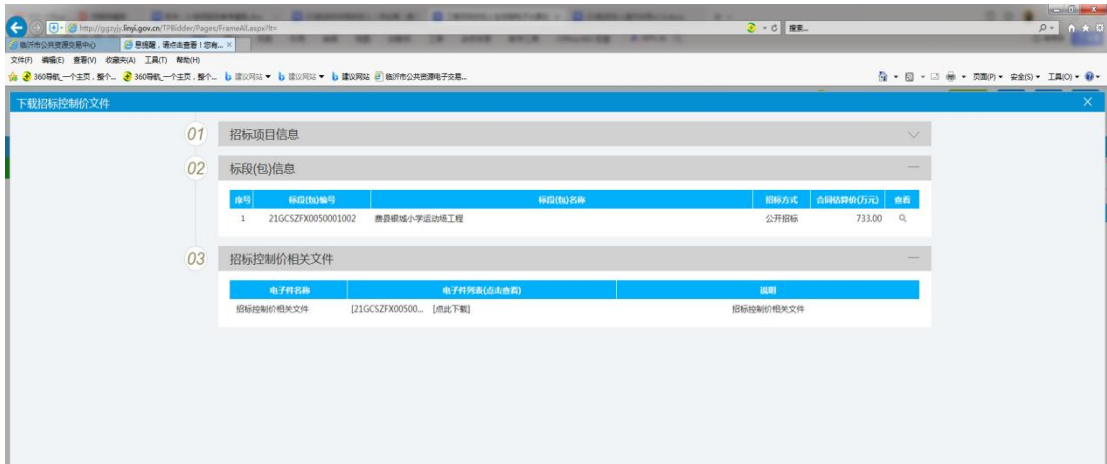 http://ggzyjy.linyi.gov.cn/TPBidder/Pages/FrameAll.aspx?lt= 搜索...
临沂市公共资源交易中心 息提醒，请点击查看！您有... ×
文件(F) 编辑(E) 查看(V) 收藏夹(A) 工具(T) 帮助(H)
360导航_一个主页，整个... 360导航_一个主页，整个... 建议网站 建议网站 建议网站 临沂市公共资源电子交易... 页面(P) 安全(S) 工具(O)
下载招标控制价文件 ×
01 招标项目信息
02 标段(包)信息
序号 标段(包)编号 标段(包)名称 招标方式 合同估算价(万元) 查看
1 21GCSZFX0050001002 费县银城小学运动场工程 公开招标 733.00
03 招标控制价相关文件
电子件名称 电子件列表(点击查看) 说明
招标控制价相关文件 [21GCSZFX00500... [点此下载] 招标控制价相关文件